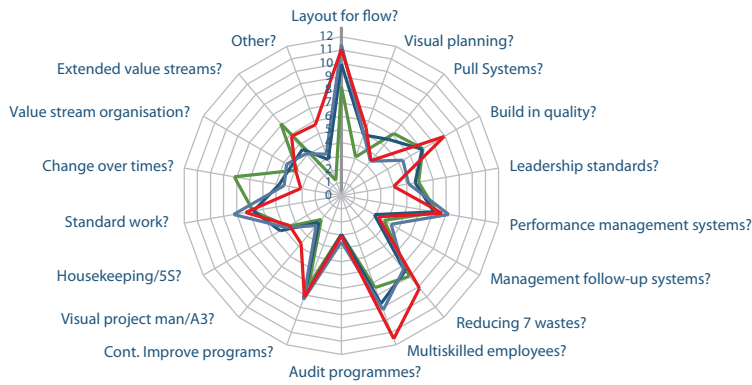 Layout for flow?
Other?
Visual planning?
Extended value streams?
Pull Systems?
Value stream organisation?
Build in quality?
Change over times?
Leadership standards?
Standard work?
Performance management systems?
Housekeeping/5S?
Management follow-up systems?
Visual project man/A3?
Reducing 7 wastes?
Cont. Improve programs?
Multiskilled employees?
Audit programmes?
12
11
10
9
8
7
6
5
4
3
2
1
0